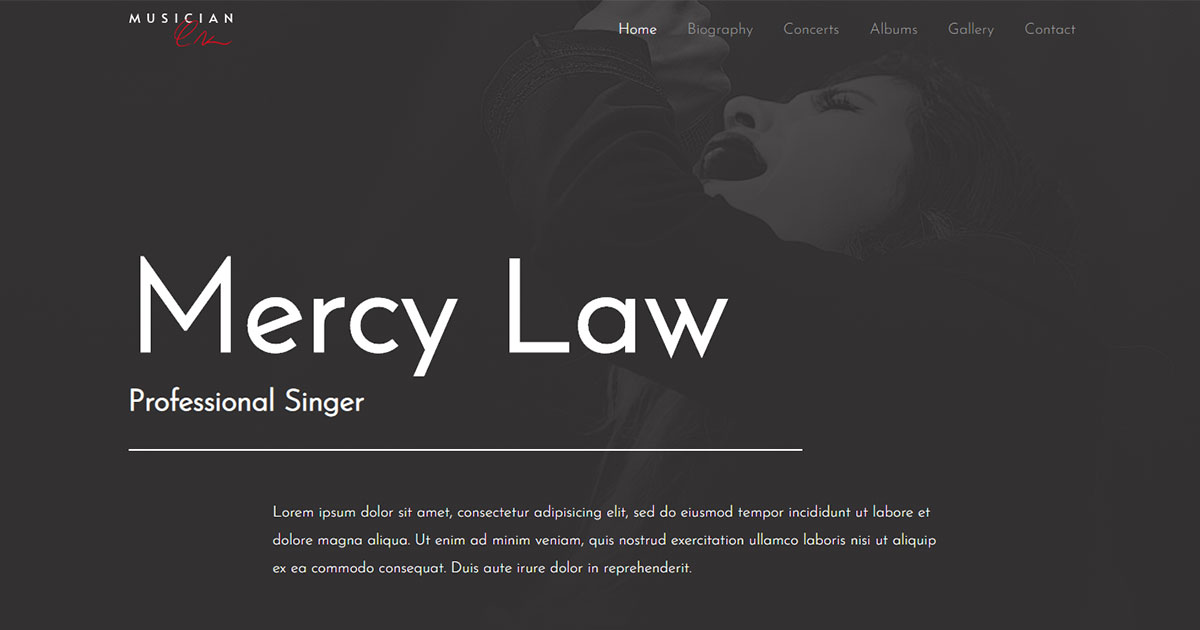 MUSICIAN
Home Biography Concerts Albums Gallery Contact
Mercy Law
Professional Singer
Lorem ipsum dolor sit amet, consectetur adipisicing elit, sed do eiusmod tempor incididunt ut labore et
dolore magna aliqua. Ut enim ad minim veniam, quis nostrud exercitation ullamco laboris nisi ut aliquip
ex ea commodo consequat. Duis aute irure dolor in reprehenderit.